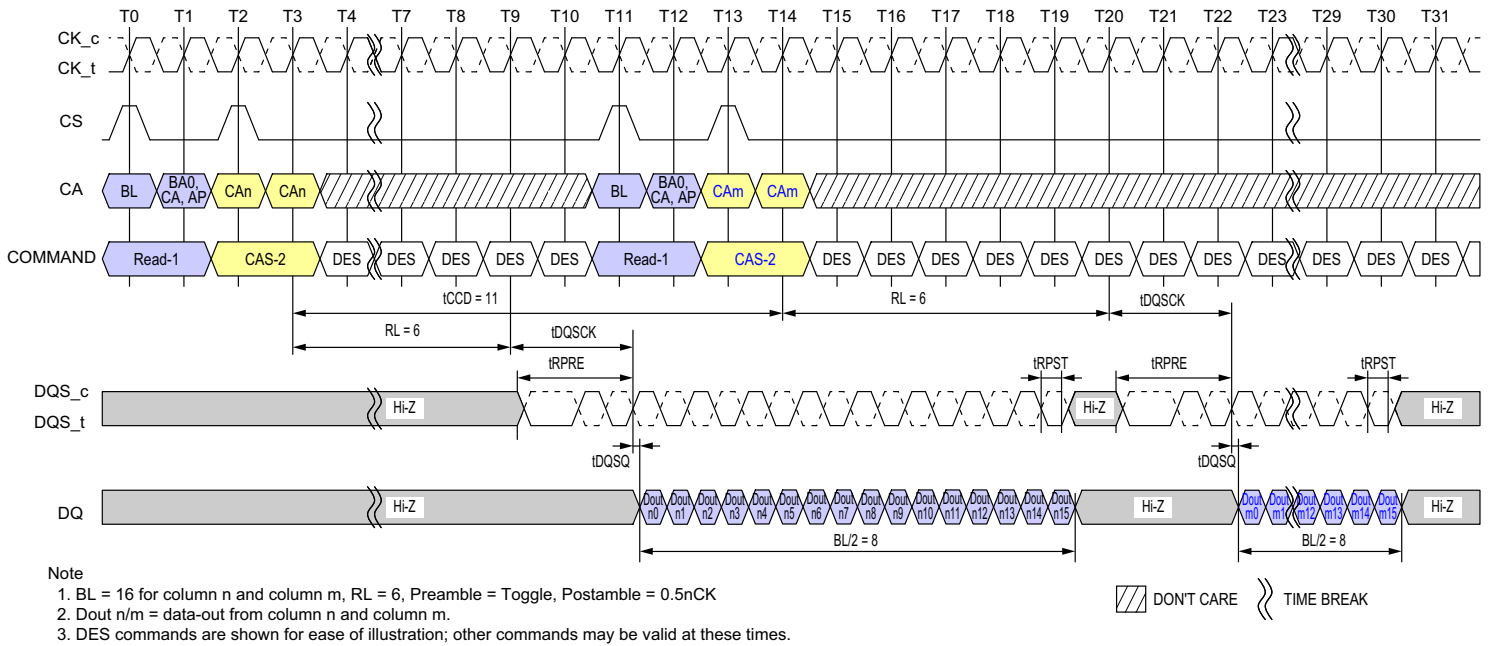 T0 T1 T2 T3 T4 T7 T8 T9 T10 T11 T12 T13 T14 T15 T16 T17 T18 T19 T20 T21 T22 T23 T29 T30 T31
CK_c
CK_t
CS
CA BL BA0, CA, AP CAn CAn BL BA0, CA, AP CAm CAm
COMMAND Read-1 CAS-2 DES DES DES DES DES Read-1 CAS-2 DES DES DES DES DES DES DES DES DES DES DES DES
tCCD = 11 RL = 6 tDQSCK
RL = 6 tDQSCK
tRPRE tRPST tRPRE tRPST
DQS_c
DQS_t
Hi-Z Hi-Z Hi-Z
tDQSQ tDQSQ
DQ Hi-Z Dout n0 Dout n1 Dout n2 Dout n3 Dout n4 Dout n5 Dout n6 Dout n7 Dout n8 Dout n9 Dout n10 Dout n11 Dout n12 Dout n13 Dout n14 Dout n15 Hi-Z Dout m0 Dout m1 Dout m12 Dout m13 Dout m14 Dout m15 Hi-Z
BL/2 = 8 BL/2 = 8
Note
1. BL = 16 for column n and column m, RL = 6, Preamble = Toggle, Postamble = 0.5nCK
2. Dout n/m = data-out from column n and column m.
3. DES commands are shown for ease of illustration; other commands may be valid at these times.
DON'T CARE TIME BREAK